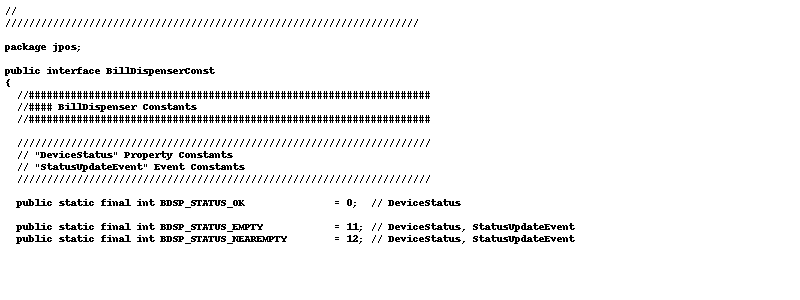 //
/////////////////////////////////////////////////////////////////////
package jpos;
public interface BillDispenserConst
{
//###################################################################
//#### BillDispenser Constants
//###################################################################
/////////////////////////////////////////////////////////////////////
// "DeviceStatus" Property Constants
// "StatusUpdateEvent" Event Constants
/////////////////////////////////////////////////////////////////////
public static final int BDSP_STATUS_OK = 0; // DeviceStatus
public static final int BDSP_STATUS_EMPTY = 11; // DeviceStatus, StatusUpdateEvent
public static final int BDSP_STATUS_NEAREMPTY = 12; // DeviceStatus, StatusUpdateEvent